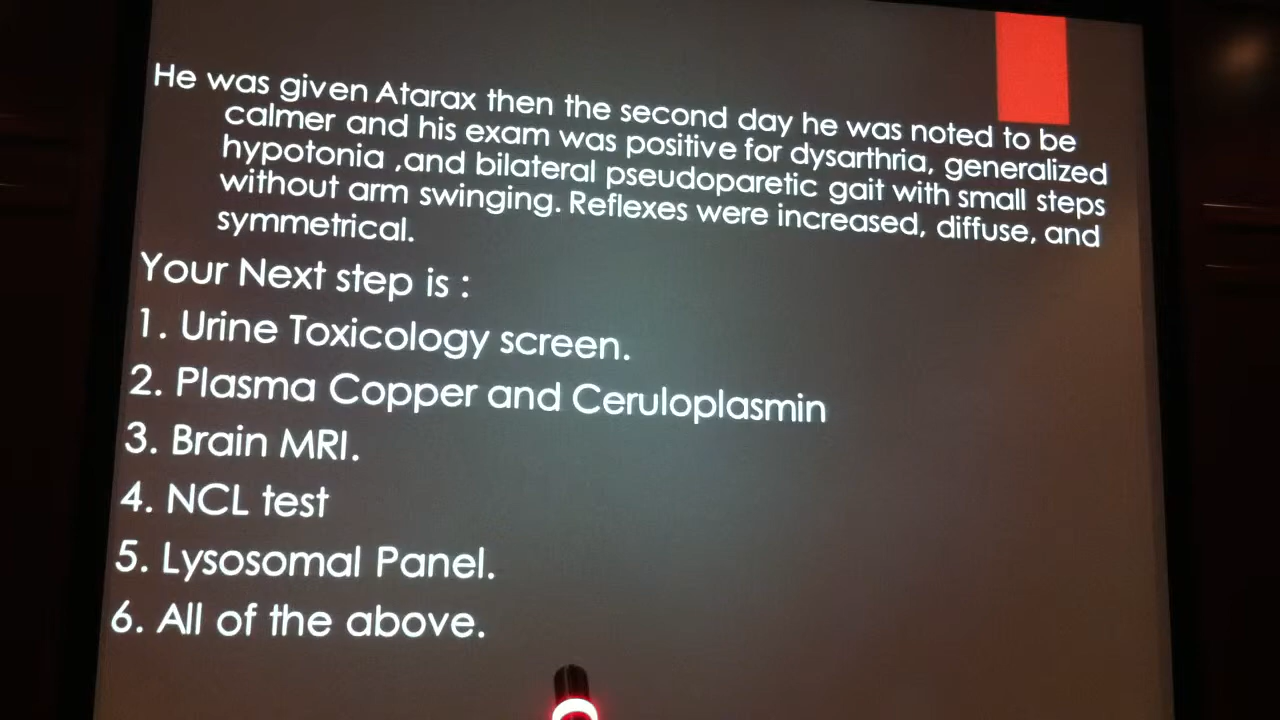 He was given Atarax then the second day he was noted to be
calmer and his exam was positive for dysarthria, generalized
hypotonia ,and bilateral pseudoparetic gait with small steps
without arm swinging. Reflexes were increased, diffuse, and
symmetrical.
Your Next step is :
1. Urine Toxicology screen.
2. Plasma Copper and Ceruloplasmin
3. Brain MRI.
4. NCL test
5. Lysosomal Panel.
6. All of the above.